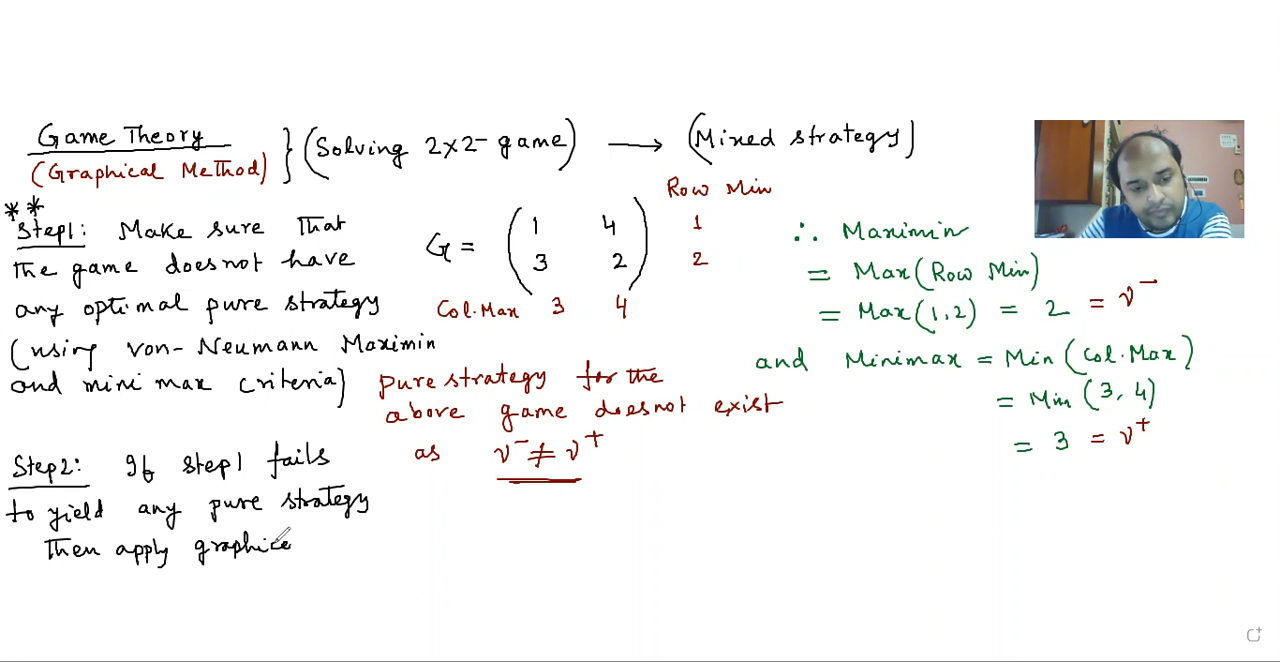 Game Theory
(Graphical Method) } (Solving 2x2-game) → (Mixed strategy)
**
Step1: Make sure that
the game does not have
any optimal pure strategy
(using von-Neumann Maximin
and mini max criteria)
Row Min
G = ( 1 4 ) 1
( 3 2 ) 2
Col.Max 3 4
pure strategy for the
above game does not exist
as ν⁻ ≠ ν⁺
∴ Maximin
= Max(Row Min)
= Max(1,2) = 2 = ν⁻
and Minimax = Min(Col.Max)
= Min (3,4)
= 3 = ν⁺
Step2: If step1 fails
to yield any pure strategy
then apply graphica